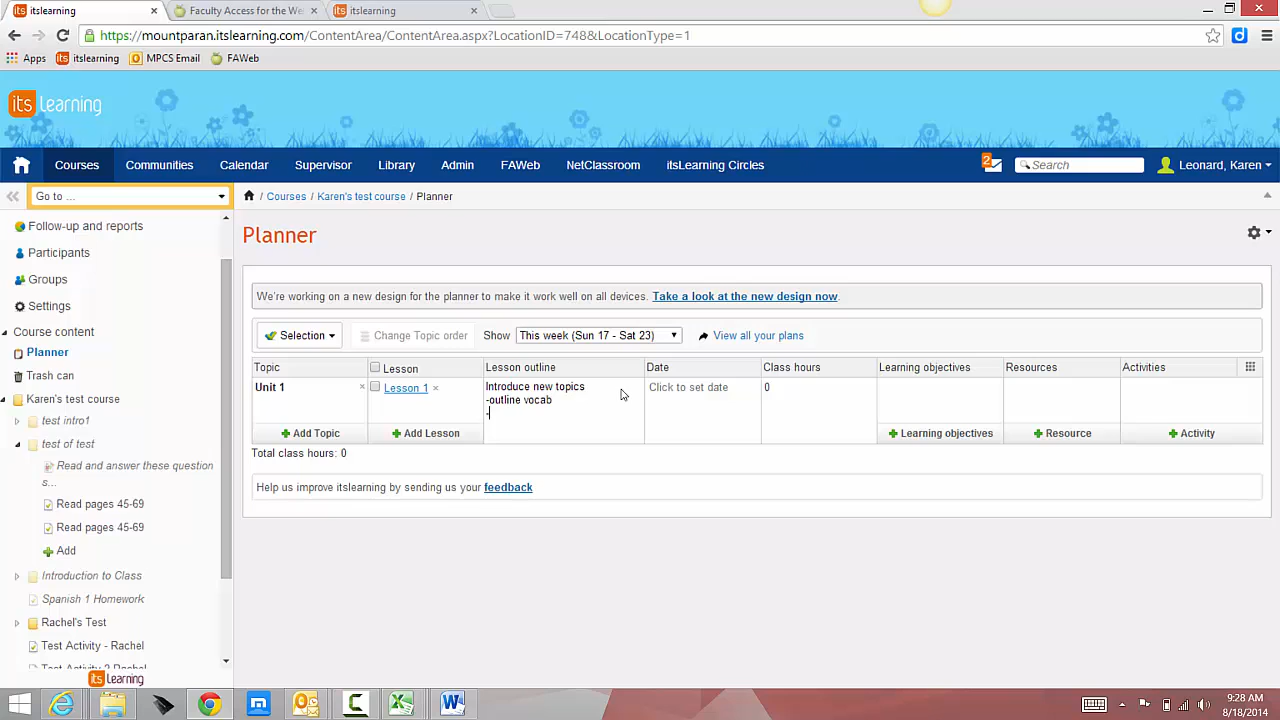 itslearning
Faculty Access for the We
itslearning
https://mountparan.itslearning.com/ContentArea/ContentArea.aspx?LocationID=748&LocationType=1
Apps itslearning MPCS Email FAWeb
its learning
Courses Communities Calendar Supervisor Library Admin FAWeb NetClassroom itsLearning Circles 2 Search Leonard, Karen
Go to ...
/ Courses / Karen's test course / Planner
Follow-up and reports
Participants
Groups
Settings
Course content
Planner
Trash can
Karen's test course
test intro1
test of test
Read and answer these question
s...
Read pages 45-69
Read pages 45-69
Add
Introduction to Class
Spanish 1 Homework
Rachel's Test
Test Activity - Rachel
Test Activity 2 Rachel
its learning
Planner
We're working on a new design for the planner to make it work well on all devices. Take a look at the new design now.
Selection Change Topic order Show This week (Sun 17 - Sat 23) View all your plans
Topic Lesson Lesson outline Date Class hours Learning objectives Resources Activities
Unit 1 × Lesson 1 × Introduce new topics Click to set date 0
-outline vocab
-
Add Topic Add Lesson Learning objectives Resource Activity
Total class hours: 0
Help us improve itslearning by sending us your feedback
9:28 AM
8/18/2014